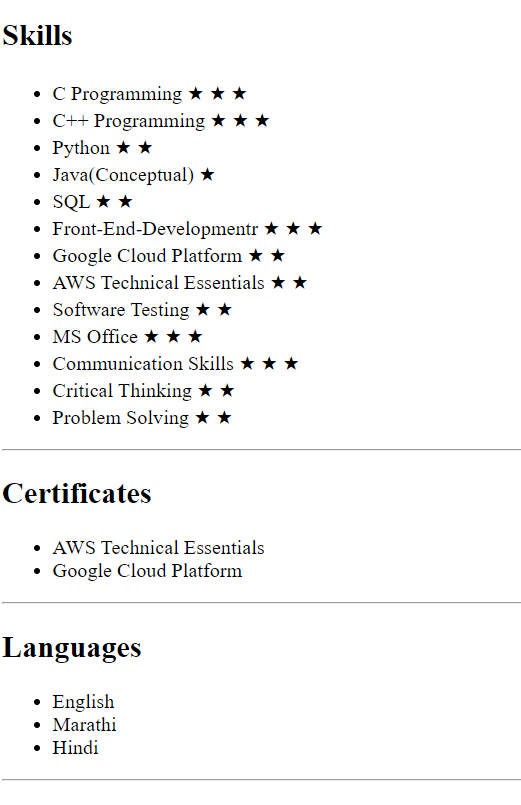 Skills
• C Programming ★ ★ ★
• C++ Programming ★ ★ ★
• Python ★ ★
• Java(Conceptual) ★
• SQL ★ ★
• Front-End-Developmentr ★ ★ ★
• Google Cloud Platform ★ ★
• AWS Technical Essentials ★ ★
• Software Testing ★ ★
• MS Office ★ ★ ★
• Communication Skills ★ ★ ★
• Critical Thinking ★ ★
• Problem Solving ★ ★
Certificates
• AWS Technical Essentials
• Google Cloud Platform
Languages
• English
• Marathi
• Hindi